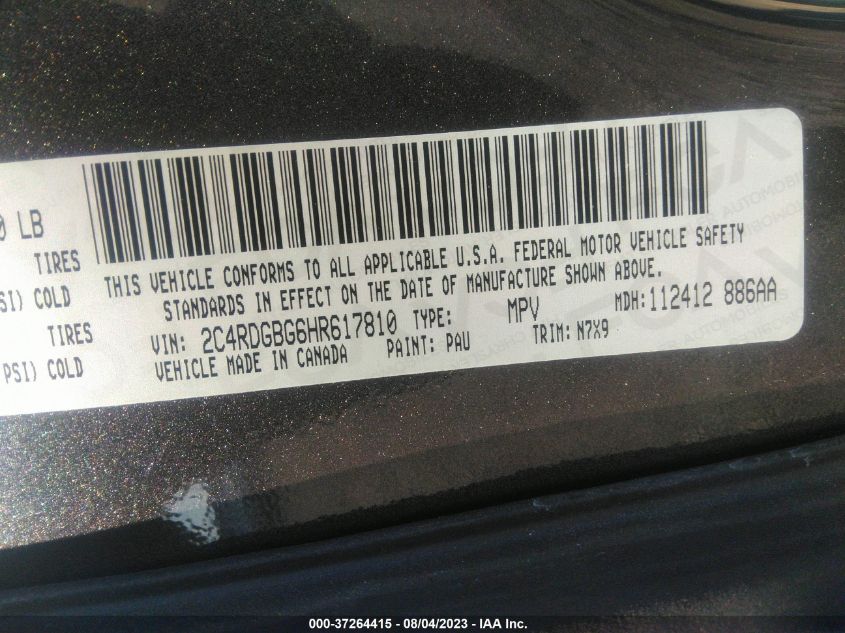 0 LB
TIRES
SI) COLD
TIRES
PSI) COLD
THIS VEHICLE CONFORMS TO ALL APPLICABLE U.S.A. FEDERAL MOTOR VEHICLE SAFETY
STANDARDS IN EFFECT ON THE DATE OF MANUFACTURE SHOWN ABOVE.
VIN: 2C4RDGBG6HR617810 TYPE: MPV MDH:112412 886AA
VEHICLE MADE IN CANADA PAINT: PAU TRIM: N7X9
000-37264415 - 08/04/2023 - IAA Inc.